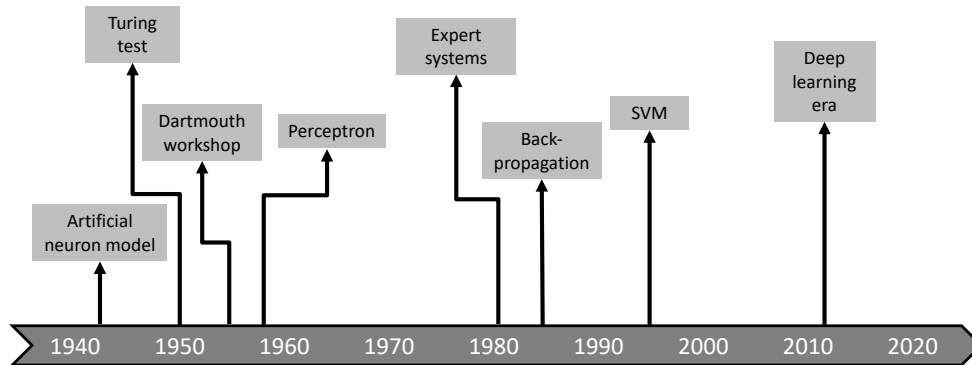 Turing
test
Expert
systems
Deep
learning
era
Dartmouth
workshop
Perceptron
SVM
Back-
propagation
Artificial
neuron model
1940 1950 1960 1970 1980 1990 2000 2010 2020